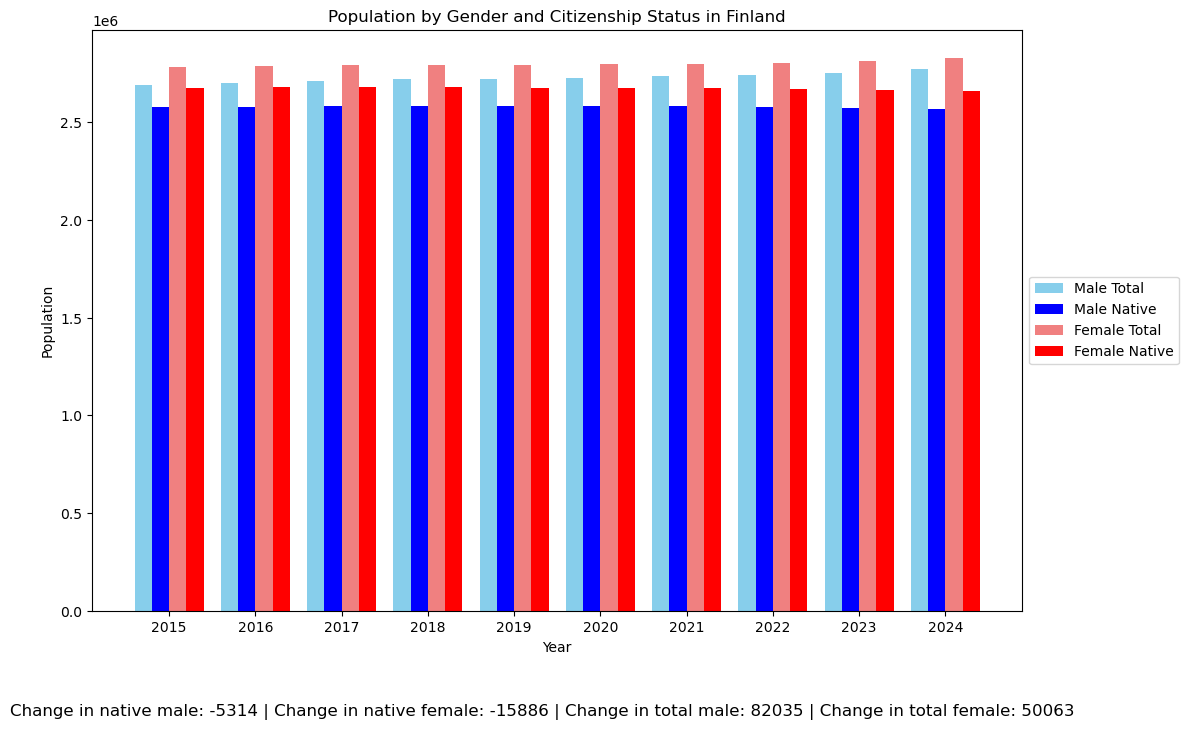 Population by Gender and Citizenship Status in Finland
1e6
2.5
2.0
1.5
1.0
0.5
0.0
Population
2015 2016 2017 2018 2019 2020 2021 2022 2023 2024
Year
Male Total
Male Native
Female Total
Female Native
Change in native male: -5314 | Change in native female: -15886 | Change in total male: 82035 | Change in total female: 50063